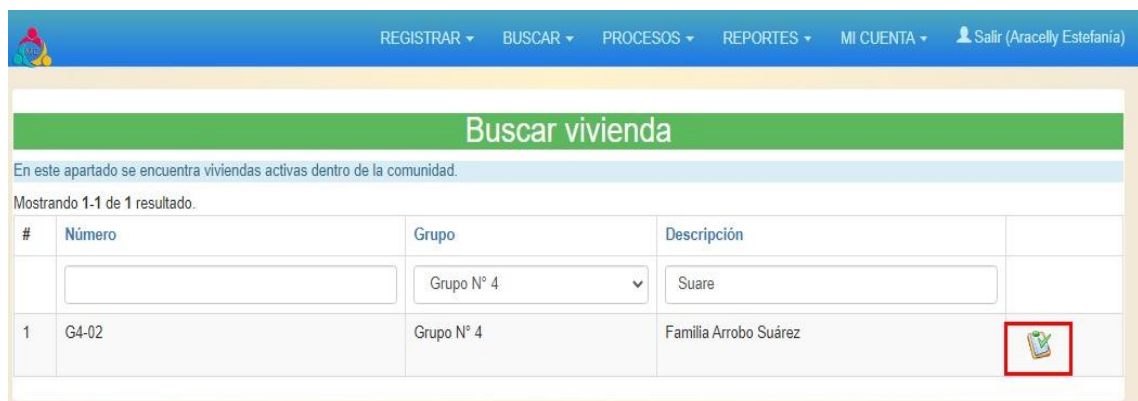 MC
REGISTRAR BUSCAR PROCESOS REPORTES MI CUENTA Salir (Aracelly Estefanía)
Buscar vivienda
En este apartado se encuentra viviendas activas dentro de la comunidad.
Mostrando 1-1 de 1 resultado.
# Número Grupo Descripción
Grupo N° 4 Suare
1 G4-02 Grupo N° 4 Familia Arrobo Suárez